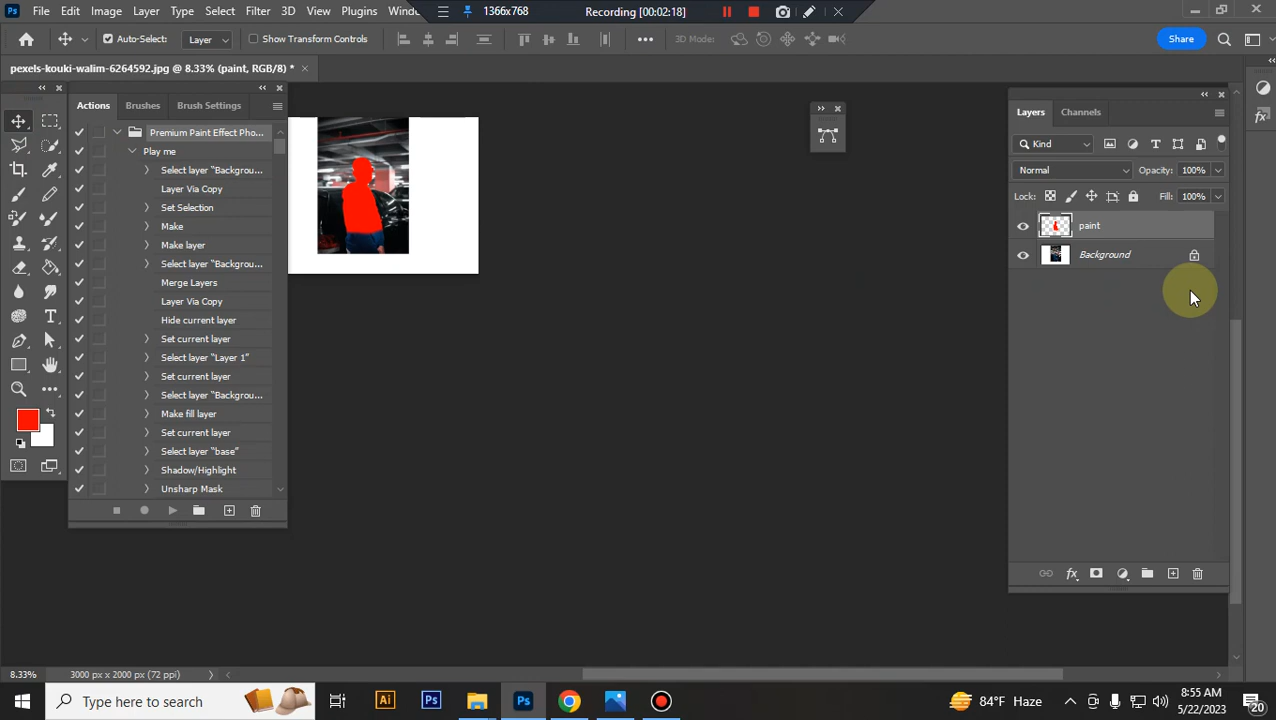 File Edit Image Layer Type Select Filter 3D View Plugins Wind
1366x768 Recording [00:02:18]
Auto-Select: Layer Show Transform Controls 3D Mode: Share
pexels-kouki-walim-6264592.jpg @ 8.33% (paint, RGB/8) *
Actions Brushes Brush Settings
Premium Paint Effect Pho...
Play me
Select layer "Backgrou...
Layer Via Copy
Set Selection
Make
Make layer
Select layer "Backgrou...
Merge Layers
Layer Via Copy
Hide current layer
Set current layer
Select layer "Layer 1"
Set current layer
Select layer "Backgrou...
Make fill layer
Set current layer
Select layer "base"
Shadow/Highlight
Unsharp Mask
Layers Channels
Kind
Normal Opacity: 100%
Lock: Fill: 100%
paint
Background
8.33% 3000 px x 2000 px (72 ppi)
Type here to search
84°F Haze
8:55 AM
5/22/2023
20